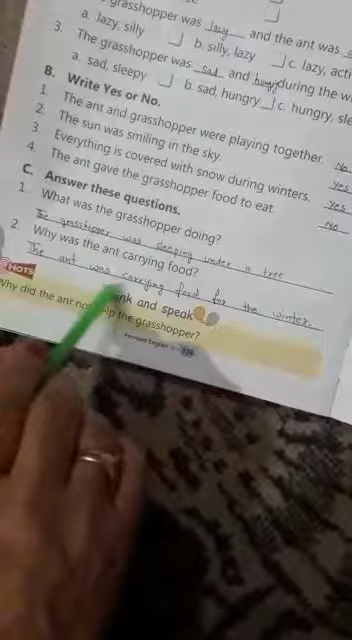 grasshopper was lazy and the ant was
a. lazy, silly b. silly, lazy c. lazy, acti
3. The grasshopper was sad and hungry during the w
a. sad, sleepy b. sad, hungry c. hungry, sle
B. Write Yes or No.
1. The ant and grasshopper were playing together. No
2. The sun was smiling in the sky. Yes
3. Everything is covered with snow during winters. Yes
4. The ant gave the grasshopper food to eat. No
C. Answer these questions.
1. What was the grasshopper doing?
The grasshopper was sleeping under a tree
2. Why was the ant carrying food?
The ant was carrying food for the winter.
HOTS nk and speak
Why did the ant not lp the grasshopper?
English